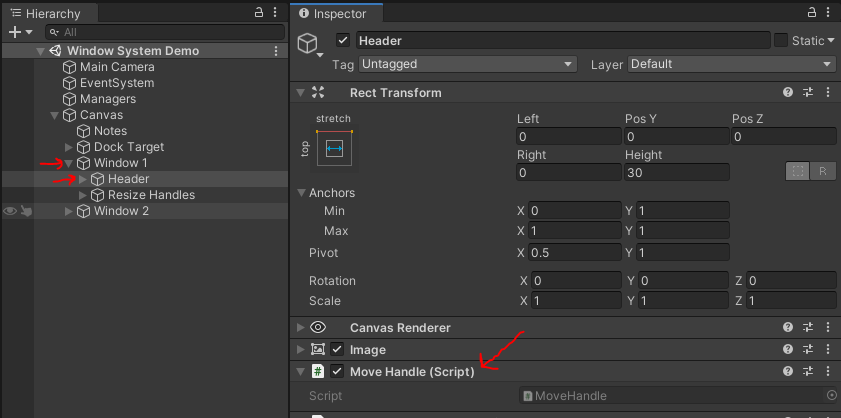 Hierarchy
All
Window System Demo
Main Camera
EventSystem
Managers
Canvas
Notes
Dock Target
Window 1
Header
Resize Handles
Window 2
Inspector
Header
Static
Tag Untagged Layer Default
Rect Transform
stretch
top
Left Pos Y Pos Z
0 0 0
Right Height
0 30
R
Anchors
Min X 0 Y 1
Max X 1 Y 1
Pivot X 0.5 Y 1
Rotation X 0 Y 0 Z 0
Scale X 1 Y 1 Z 1
Canvas Renderer
Image
# Move Handle (Script)
Script MoveHandle